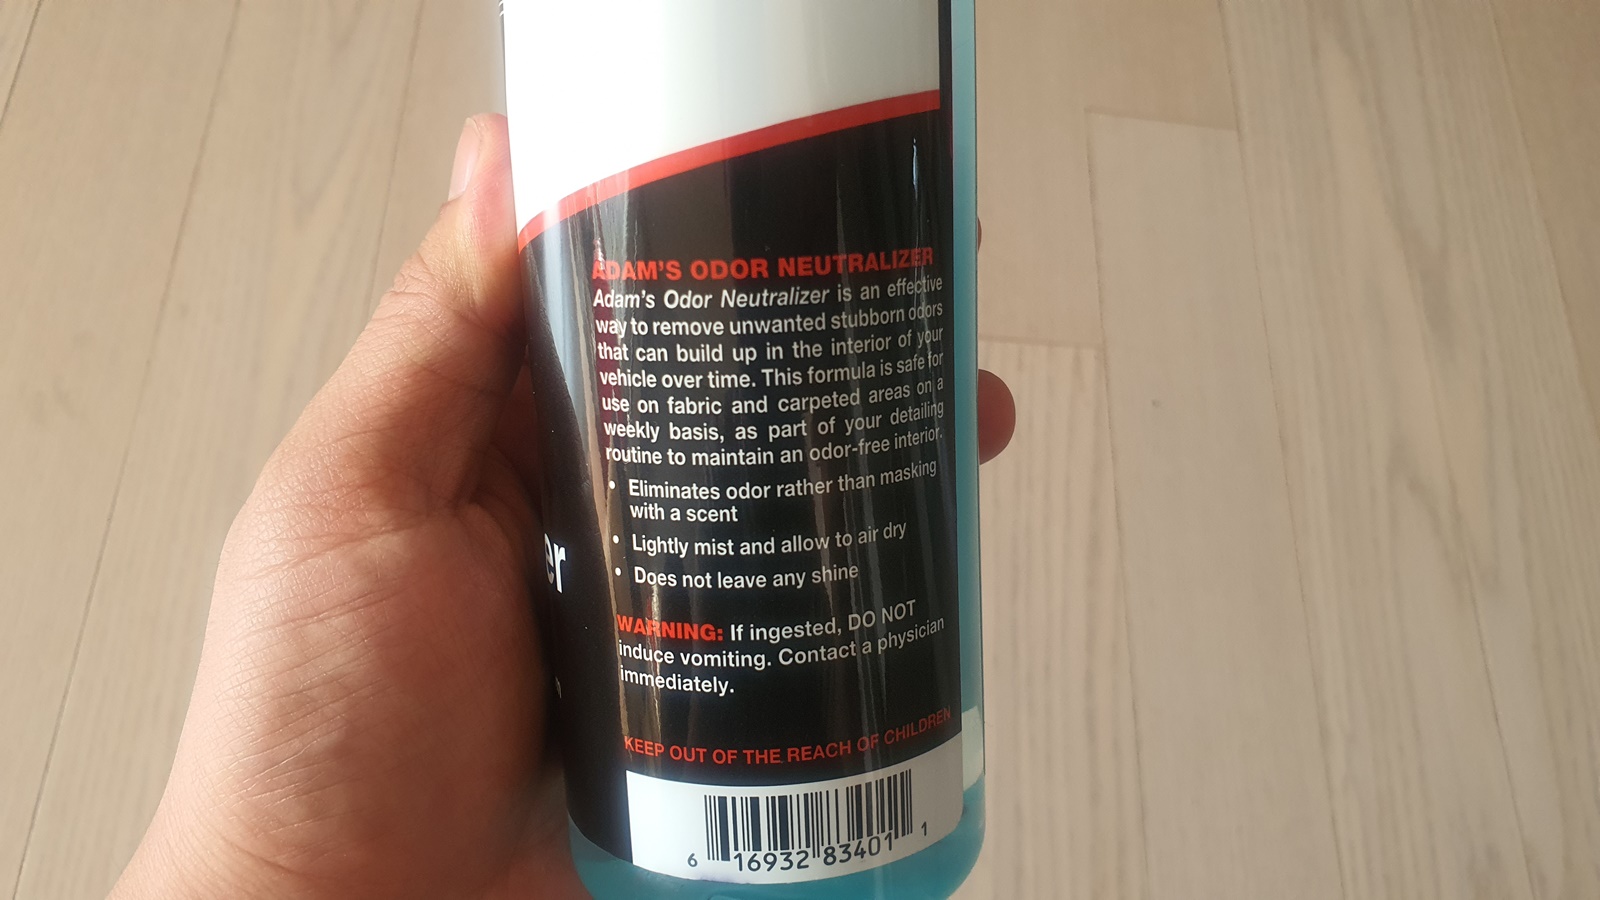 er
ADAM'S ODOR NEUTRALIZER
Adam's Odor Neutralizer is an effective
way to remove unwanted stubborn odors
that can build up in the interior of your
vehicle over time. This formula is safe for
use on fabric and carpeted areas on a
weekly basis, as part of your detailing
routine to maintain an odor-free interior.
• Eliminates odor rather than masking
with a scent
• Lightly mist and allow to air dry
• Does not leave any shine
WARNING: If ingested, DO NOT
induce vomiting. Contact a physician
immediately.
KEEP OUT OF THE REACH OF CHILDREN
6 16932 83401 1